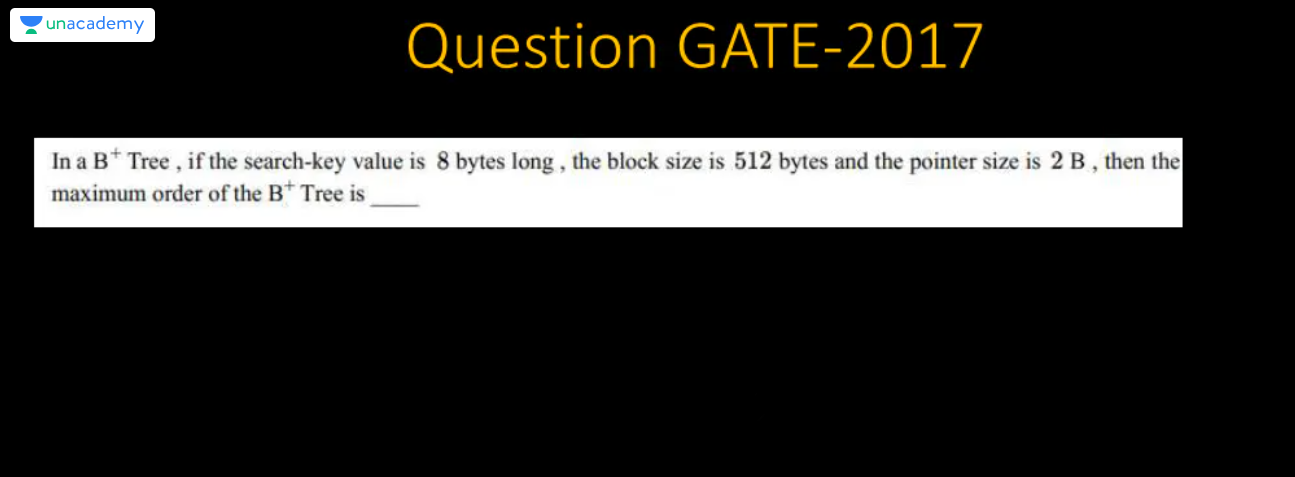 unacademy
Question GATE-2017
In a B⁺ Tree , if the search-key value is 8 bytes long , the block size is 512 bytes and the pointer size is 2 B , then the
maximum order of the B⁺ Tree is ____